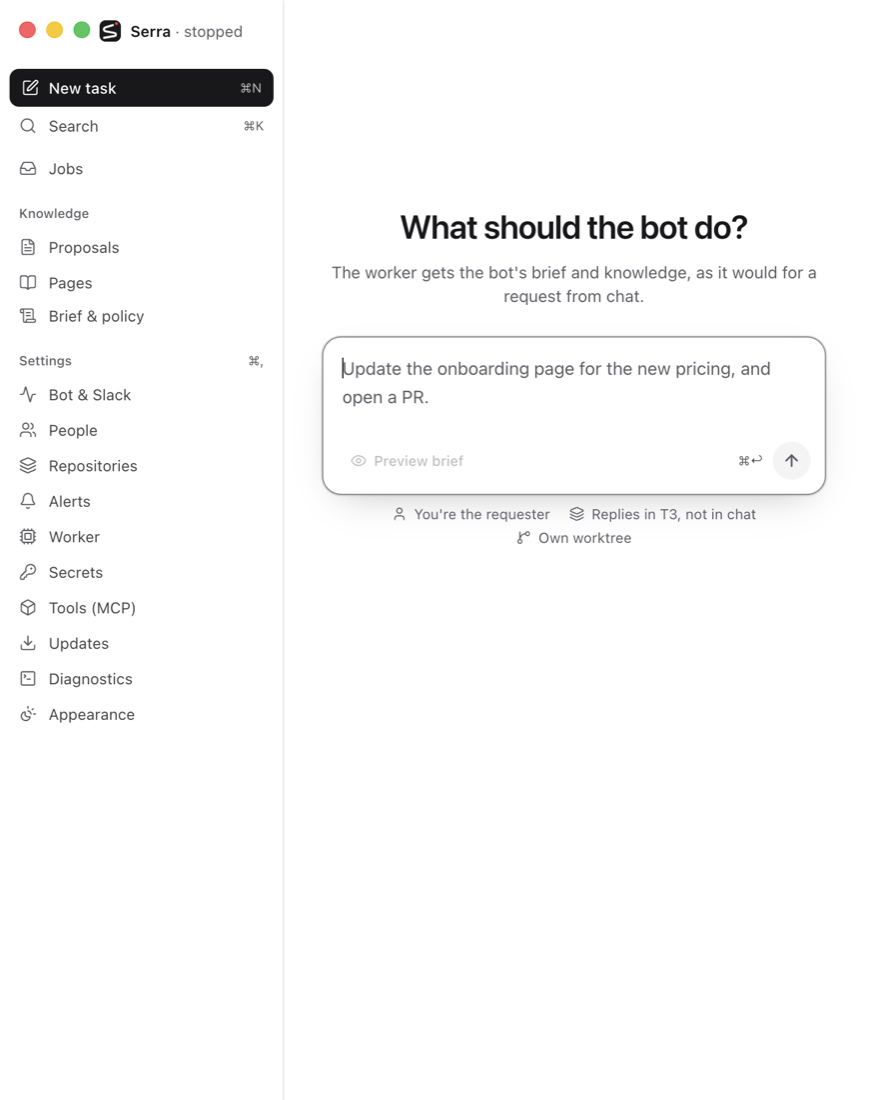 Serra · stopped
New task ⌘N
Search ⌘K
Jobs
Knowledge
Proposals
Pages
Brief & policy
Settings ⌘,
Bot & Slack
People
Repositories
Alerts
Worker
Secrets
Tools (MCP)
Updates
Diagnostics
Appearance
What should the bot do?
The worker gets the bot's brief and knowledge, as it would for a
request from chat.
Update the onboarding page for the new pricing, and
open a PR.
Preview brief ⌘↩
You're the requester Replies in T3, not in chat
Own worktree